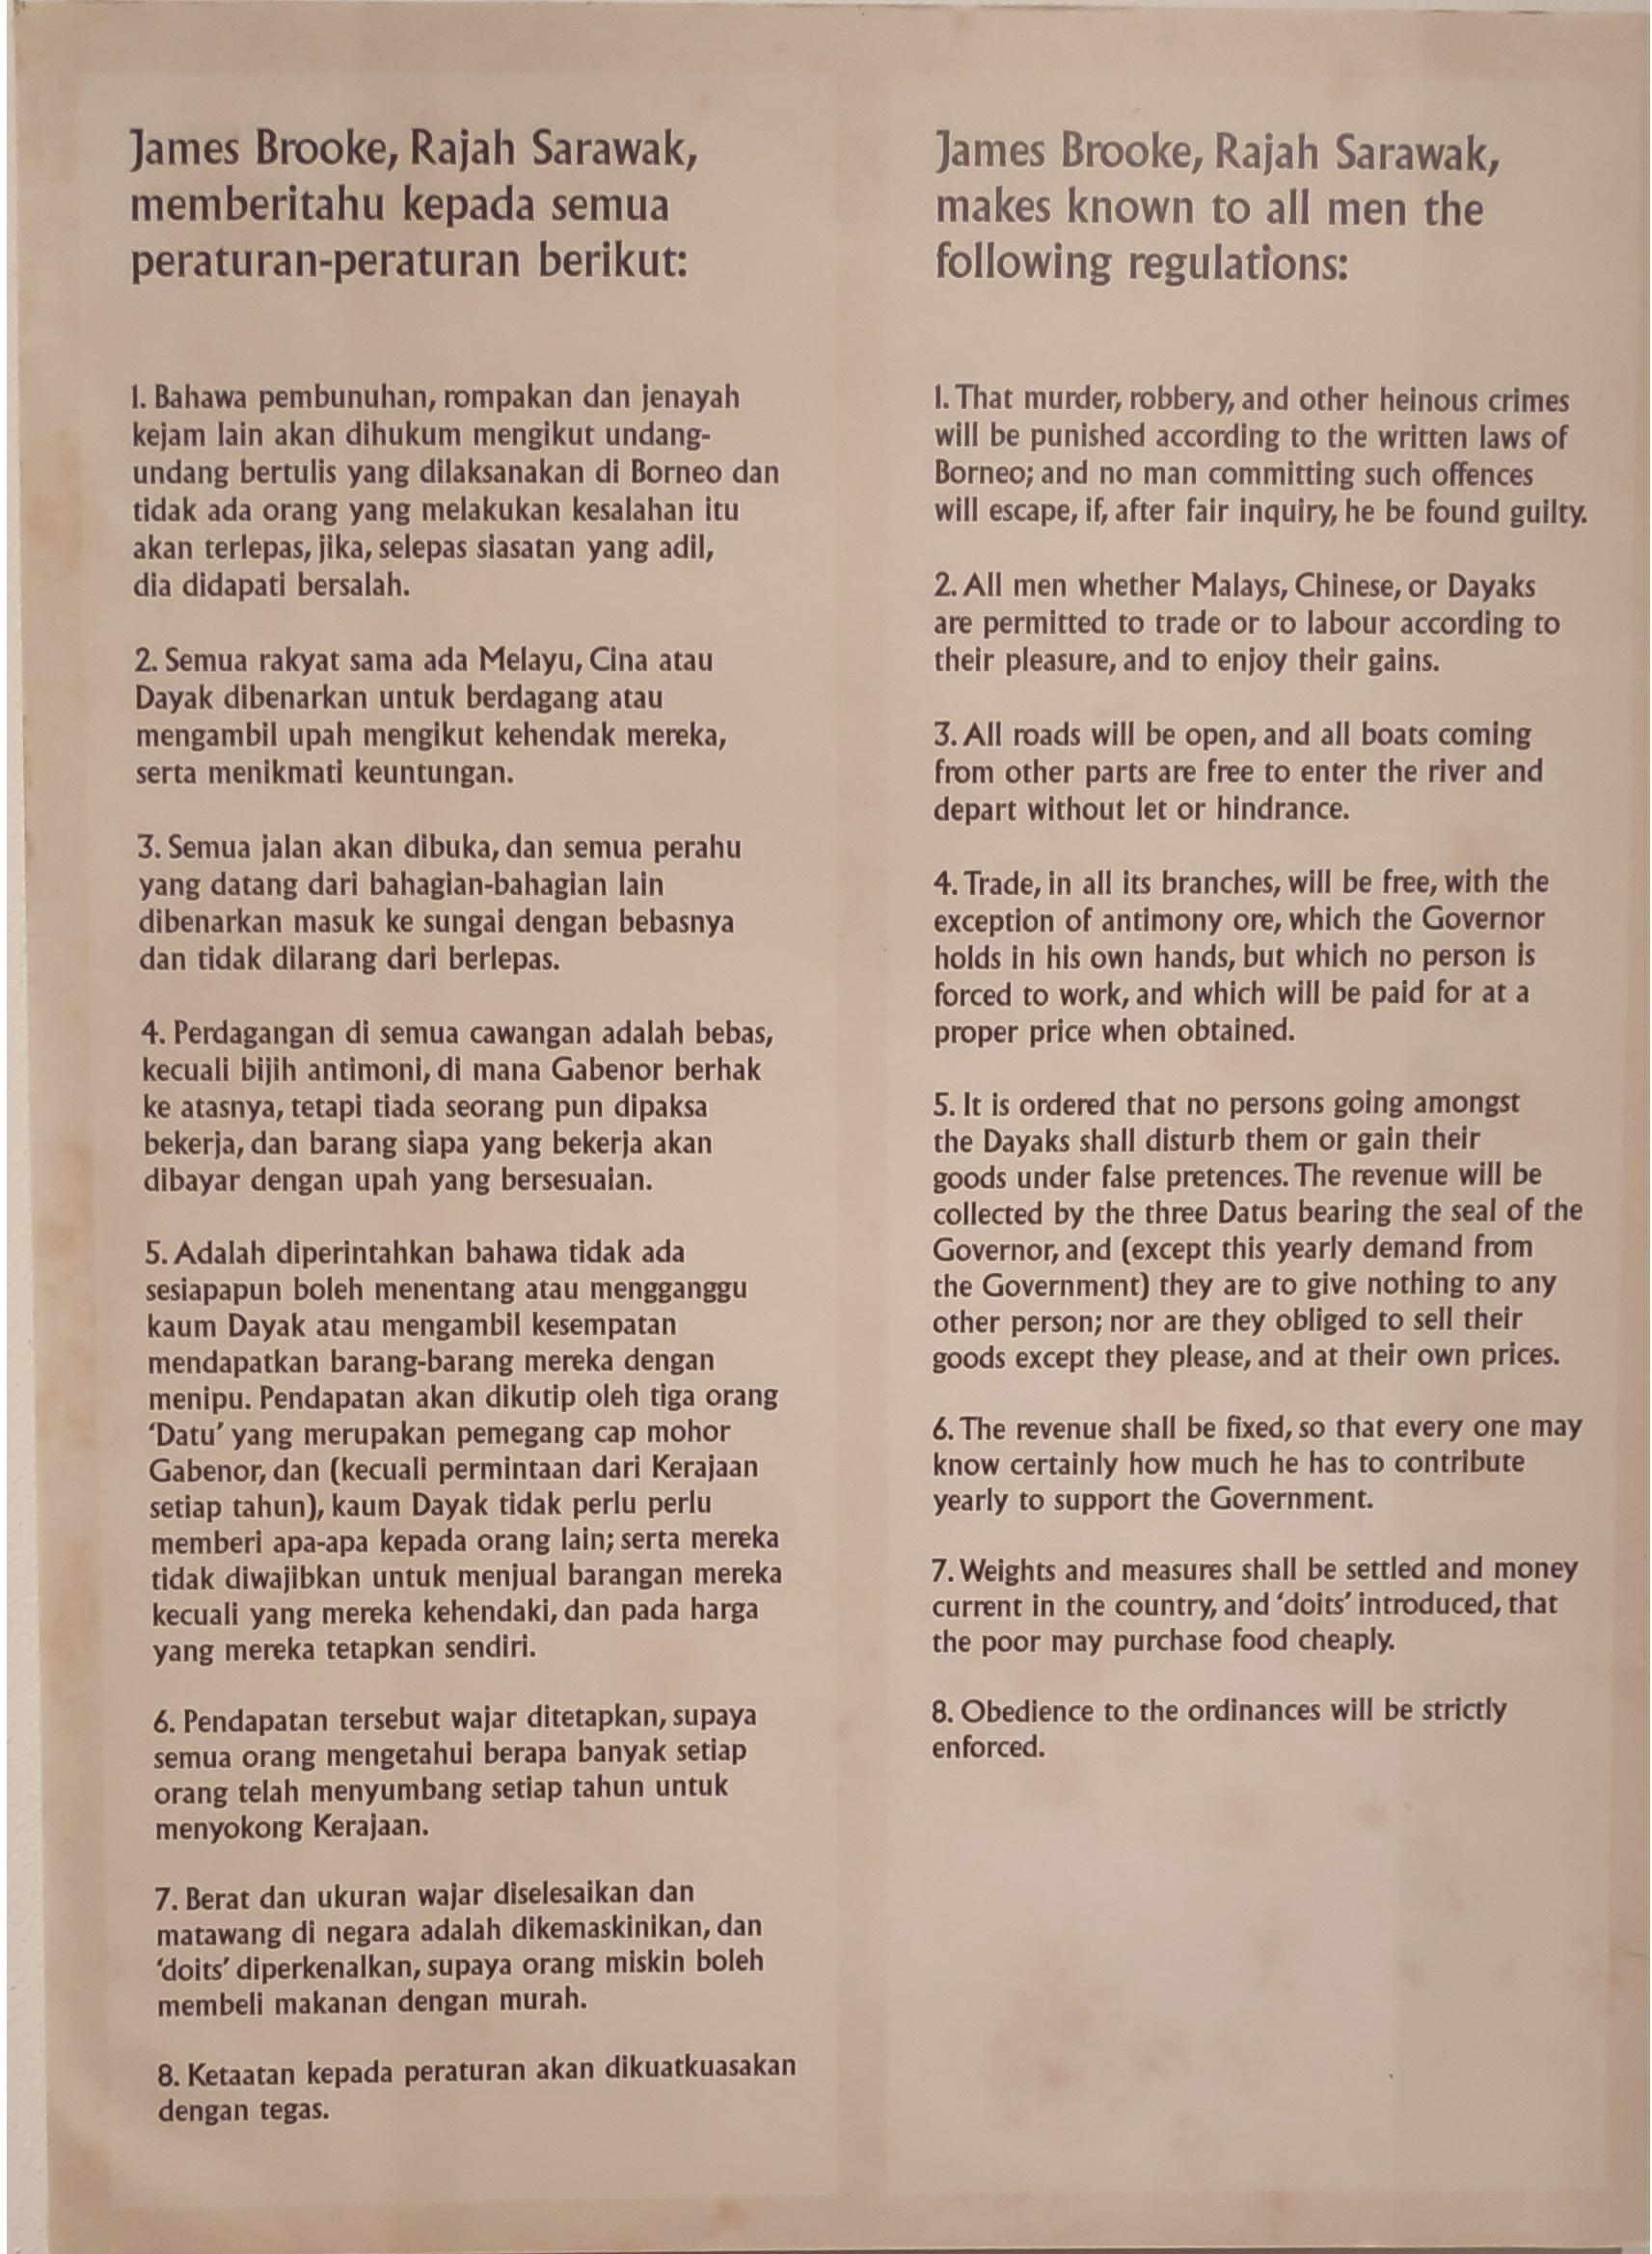 James Brooke, Rajah Sarawak,
memberitahu kepada semua
peraturan-peraturan berikut:
1. Bahawa pembunuhan, rompakan dan jenayah
kejam lain akan dihukum mengikut undang-
undang bertulis yang dilaksanakan di Borneo dan
tidak ada orang yang melakukan kesalahan itu
akan terlepas, jika, selepas siasatan yang adil,
dia didapati bersalah.
2. Semua rakyat sama ada Melayu, Cina atau
Dayak dibenarkan untuk berdagang atau
mengambil upah mengikut kehendak mereka,
serta menikmati keuntungan.
3. Semua jalan akan dibuka, dan semua perahu
yang datang dari bahagian-bahagian lain
dibenarkan masuk ke sungai dengan bebasnya
dan tidak dilarang dari berlepas.
4. Perdagangan di semua cawangan adalah bebas,
kecuali bijih antimoni, di mana Gabenor berhak
ke atasnya, tetapi tiada seorang pun dipaksa
bekerja, dan barang siapa yang bekerja akan
dibayar dengan upah yang bersesuaian.
5. Adalah diperintahkan bahawa tidak ada
sesiapapun boleh menentang atau mengganggu
kaum Dayak atau mengambil kesempatan
mendapatkan barang-barang mereka dengan
menipu. Pendapatan akan dikutip oleh tiga orang
‘Datu’ yang merupakan pemegang cap mohor
Gabenor, dan (kecuali permintaan dari Kerajaan
setiap tahun), kaum Dayak tidak perlu perlu
memberi apa-apa kepada orang lain; serta mereka
tidak diwajibkan untuk menjual barangan mereka
kecuali yang mereka kehendaki, dan pada harga
yang mereka tetapkan sendiri.
6. Pendapatan tersebut wajar ditetapkan, supaya
semua orang mengetahui berapa banyak setiap
orang telah menyumbang setiap tahun untuk
menyokong Kerajaan.
7. Berat dan ukuran wajar diselesaikan dan
matawang di negara adalah dikemaskinikan, dan
‘doits’ diperkenalkan, supaya orang miskin boleh
membeli makanan dengan murah.
8. Ketaatan kepada peraturan akan dikuatkuasakan
dengan tegas.
James Brooke, Rajah Sarawak,
makes known to all men the
following regulations:
1. That murder, robbery, and other heinous crimes
will be punished according to the written laws of
Borneo; and no man committing such offences
will escape, if, after fair inquiry, he be found guilty.
2. All men whether Malays, Chinese, or Dayaks
are permitted to trade or to labour according to
their pleasure, and to enjoy their gains.
3. All roads will be open, and all boats coming
from other parts are free to enter the river and
depart without let or hindrance.
4. Trade, in all its branches, will be free, with the
exception of antimony ore, which the Governor
holds in his own hands, but which no person is
forced to work, and which will be paid for at a
proper price when obtained.
5. It is ordered that no persons going amongst
the Dayaks shall disturb them or gain their
goods under false pretences. The revenue will be
collected by the three Datus bearing the seal of the
Governor, and (except this yearly demand from
the Government) they are to give nothing to any
other person; nor are they obliged to sell their
goods except they please, and at their own prices.
6. The revenue shall be fixed, so that every one may
know certainly how much he has to contribute
yearly to support the Government.
7. Weights and measures shall be settled and money
current in the country, and ‘doits’ introduced, that
the poor may purchase food cheaply.
8. Obedience to the ordinances will be strictly
enforced.